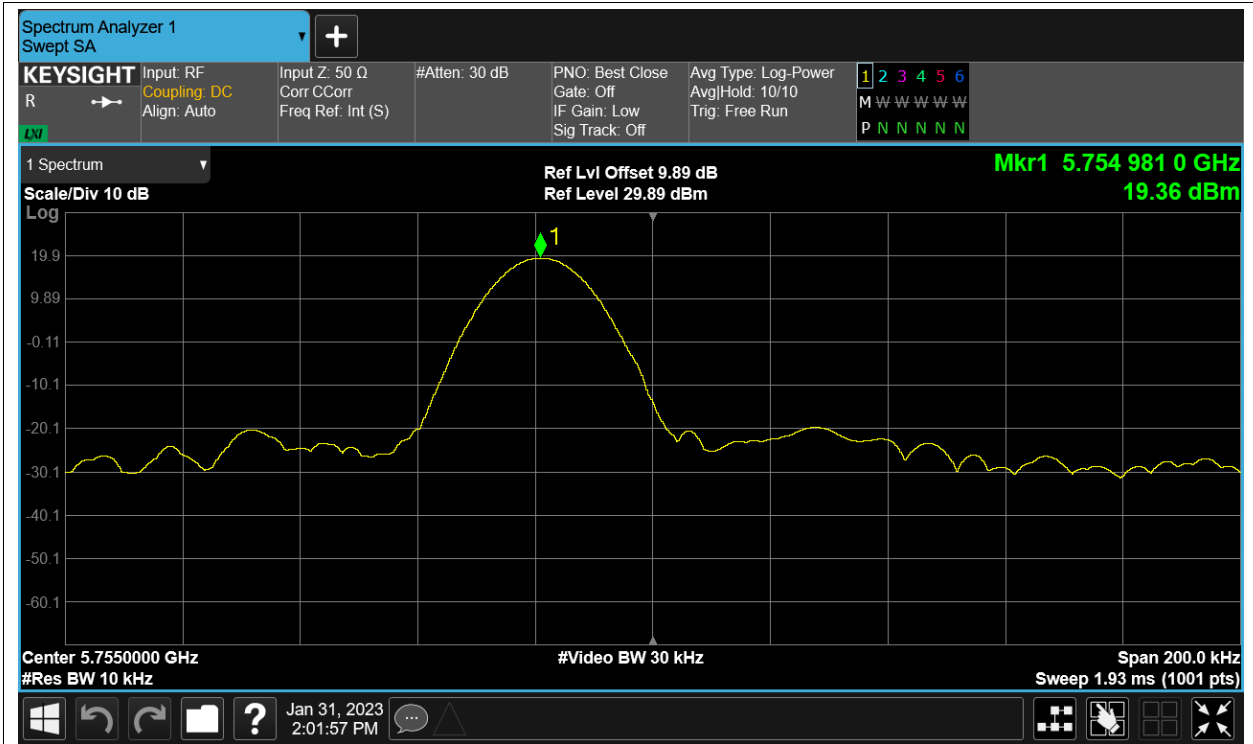 Spectrum Analyzer 1
Swept SA
+
KEYSIGHT
R
LXI
Input: RF
Coupling: DC
Align: Auto
Input Z: 50 Ω
Corr CCorr
Freq Ref: Int (S)
#Atten: 30 dB
PNO: Best Close
Gate: Off
IF Gain: Low
Sig Track: Off
Avg Type: Log-Power
Avg|Hold: 10/10
Trig: Free Run
1 2 3 4 5 6
M W W W W W
P N N N N N
1 Spectrum
Scale/Div 10 dB
Log
Ref Lvl Offset 9.89 dB
Ref Level 29.89 dBm
Mkr1 5.754 981 0 GHz
19.36 dBm
1
19.9
9.89
-0.11
-10.1
-20.1
-30.1
-40.1
-50.1
-60.1
Center 5.7550000 GHz
#Res BW 10 kHz
#Video BW 30 kHz
Span 200.0 kHz
Sweep 1.93 ms (1001 pts)
?
Jan 31, 2023
2:01:57 PM